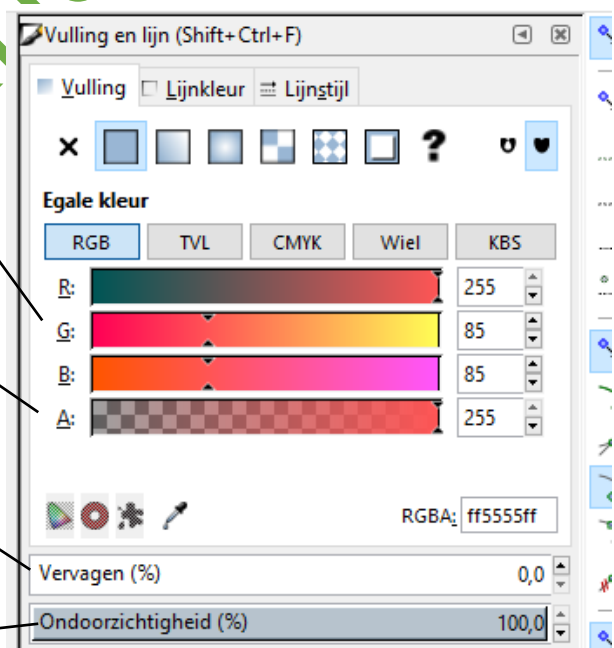 Vulling en lijn (Shift+Ctrl+F)
Vulling Lijnkleur Lijnstijl
?
Egale kleur
RGB TVL CMYK Wiel KBS
R: 255
G: 85
B: 85
A: 255
RGBA: ff5555ff
Vervagen (%) 0,0
Ondoorzichtigheid (%) 100,0